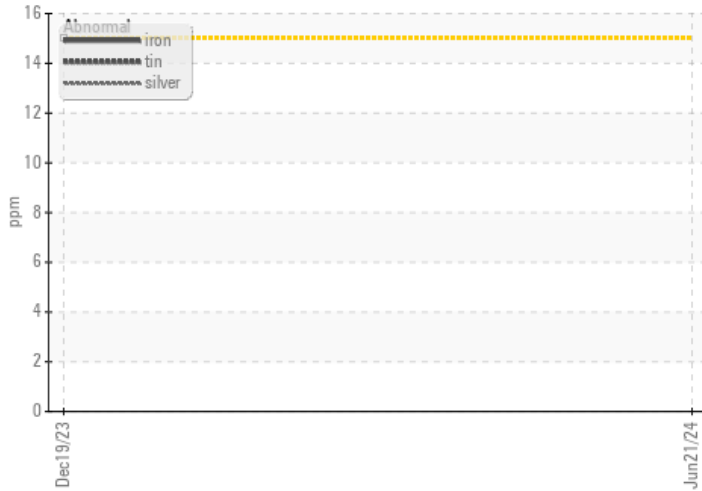 16
14
12
10
8
6
4
2
0
ppm
Abnormal
iron
tin
silver
Dec19/23
Jun21/24